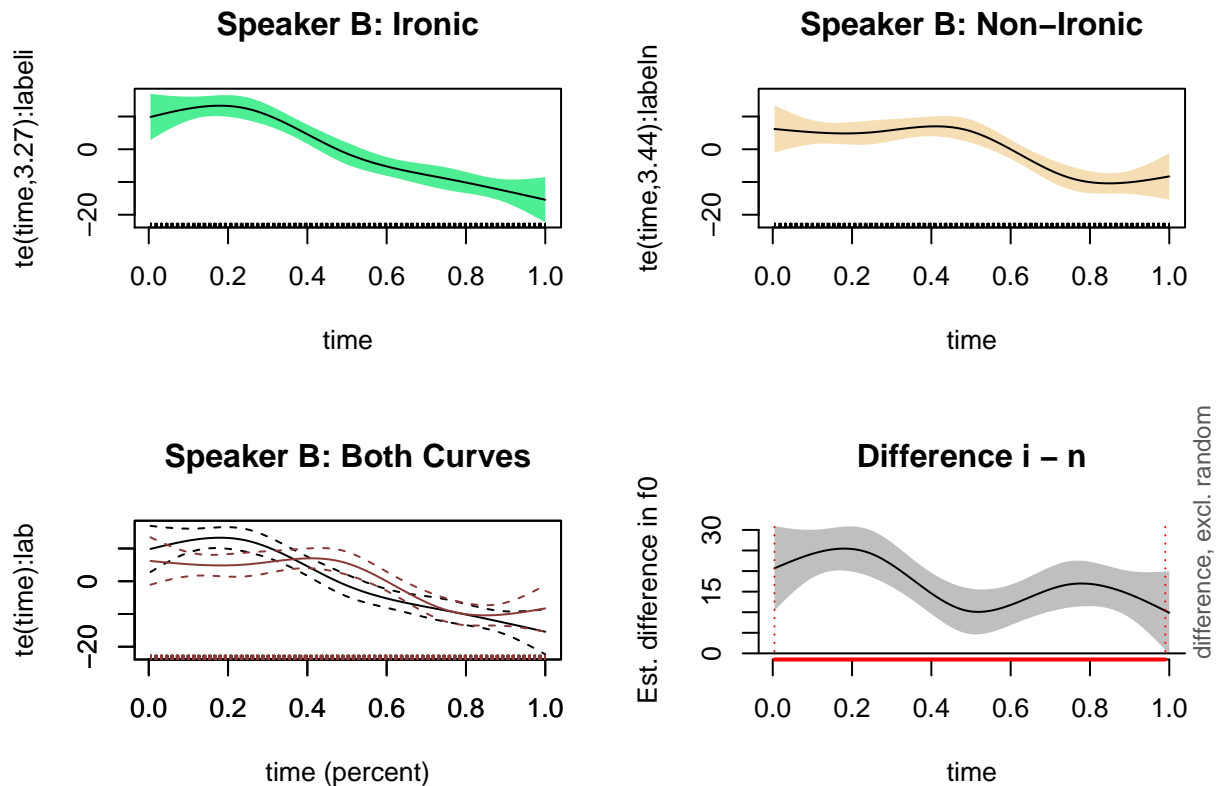 Speaker B: Ironic
te(time,3.27):labeli
0
−20
0.0 0.2 0.4 0.6 0.8 1.0
time
Speaker B: Non−Ironic
te(time,3.44):labeln
0
−20
0.0 0.2 0.4 0.6 0.8 1.0
time
Speaker B: Both Curves
te(time):lab
0
−20
0.0 0.2 0.4 0.6 0.8 1.0
time (percent)
Difference i − n
Est. difference in f0
30
15
0
0.0 0.2 0.4 0.6 0.8 1.0
time
difference, excl. random